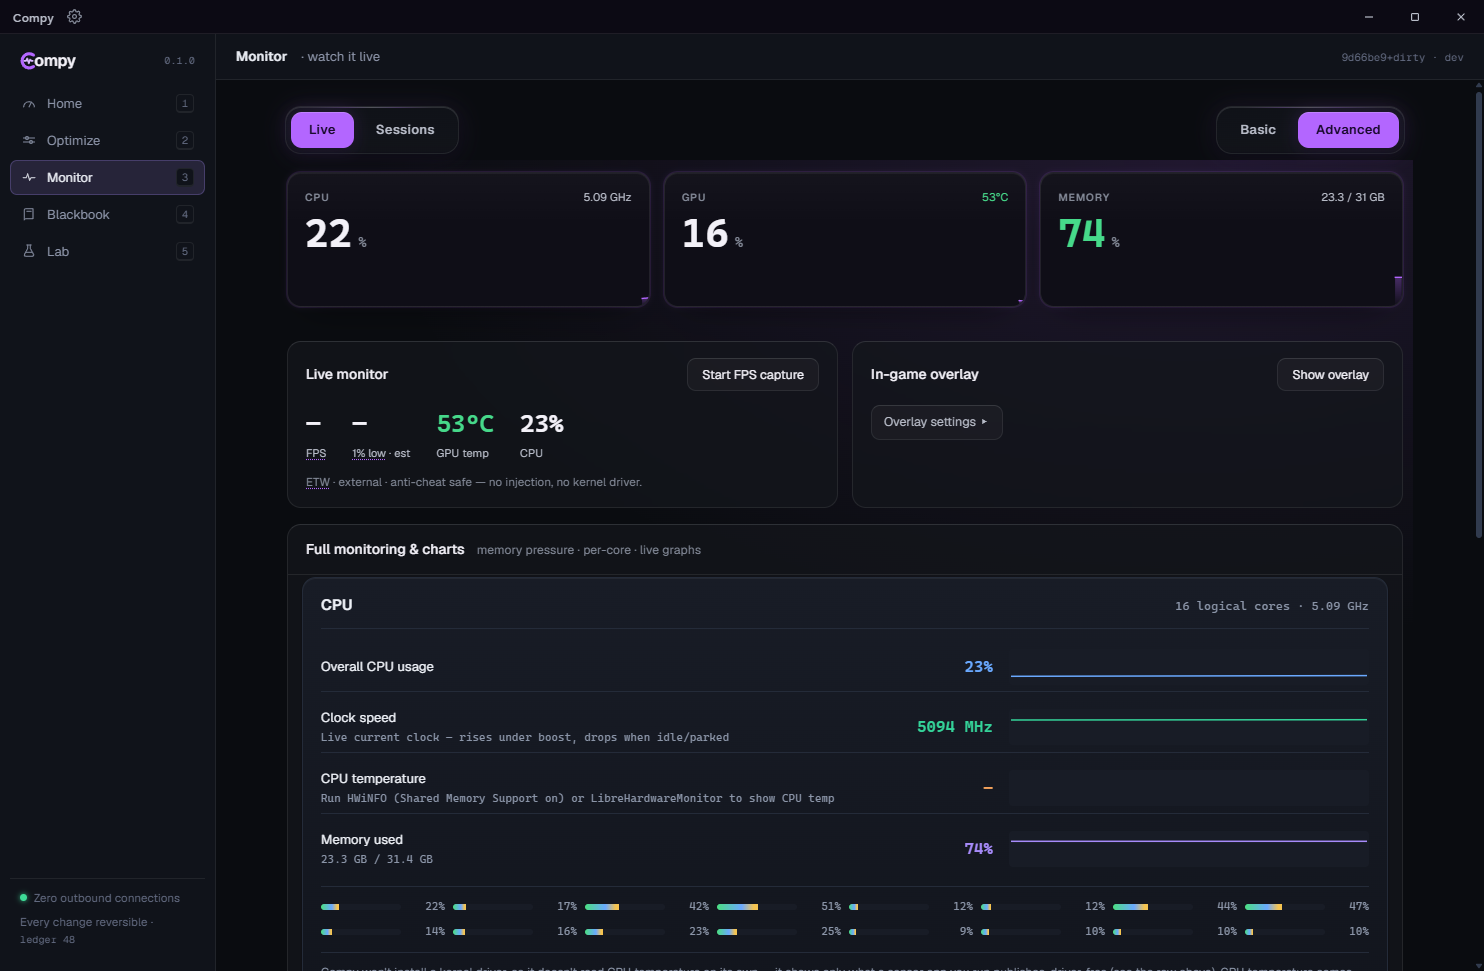 Compy
Compy 0.1.0
Home 1
Optimize 2
Monitor 3
Blackbook 4
Lab 5
Zero outbound connections
Every change reversible ·
ledger 48
Monitor · watch it live
9d66be9+dirty · dev
Live Sessions
Basic Advanced
CPU 5.09 GHz
22 %
GPU 53°C
16 %
MEMORY 23.3 / 31 GB
74 %
Live monitor Start FPS capture
– – 53°C 23%
FPS 1% low · est GPU temp CPU
ETW · external · anti-cheat safe — no injection, no kernel driver.
In-game overlay Show overlay
Overlay settings ▸
Full monitoring & charts memory pressure · per-core · live graphs
CPU 16 logical cores · 5.09 GHz
Overall CPU usage 23%
Clock speed 5094 MHz
Live current clock — rises under boost, drops when idle/parked
CPU temperature –
Run HWiNFO (Shared Memory Support on) or LibreHardwareMonitor to show CPU temp
Memory used 74%
23.3 GB / 31.4 GB
22% 17% 42% 51% 12% 12% 44% 47%
14% 16% 23% 25% 9% 10% 10% 10%